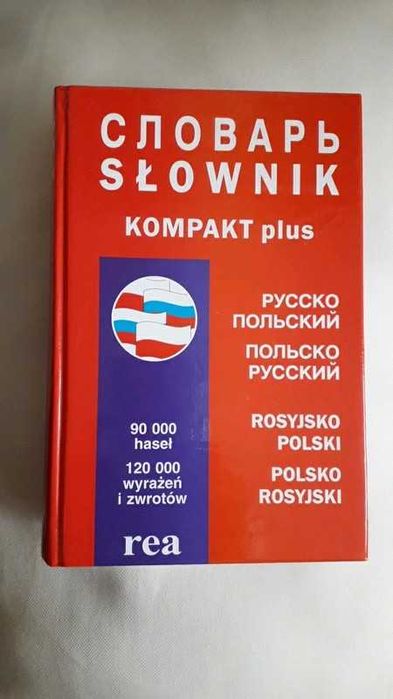 СЛОВАРЬ
SŁOWNIK
KOMPAKT plus
РУССКО
ПОЛЬСКИЙ
ПОЛЬСКО
РУССКИЙ
ROSYJSKO
POLSKI
POLSKO
ROSYJSKI
90 000
haseł
120 000
wyrażeń
i zwrotów
rea